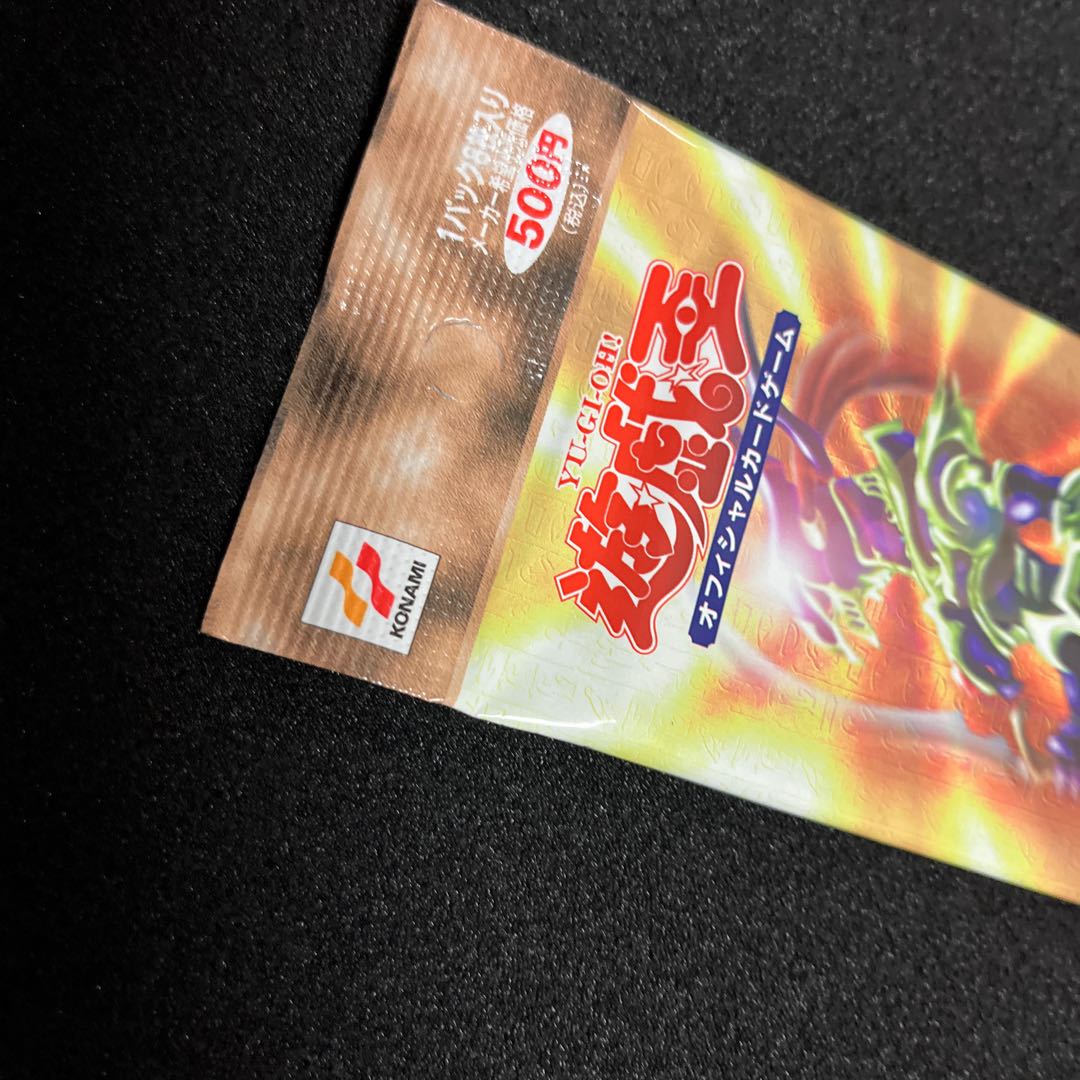 1パック8枚入り
メーカー希望小売価格
500円
(税込)
KONAMI
YU-GI-OH!
遊戯王
オフィシャルカードゲーム